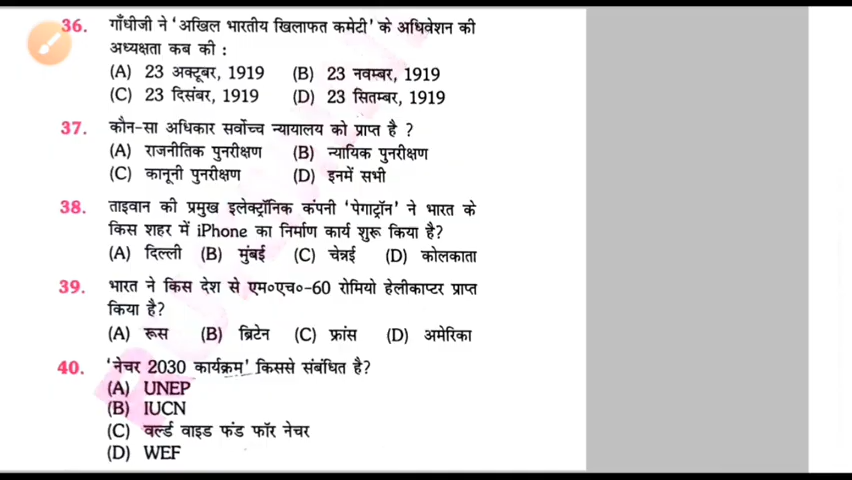 36. गाँधीजी ने 'अखिल भारतीय खिलाफत कमेटी' के अधिवेशन की
अध्यक्षता कब की :
(A) 23 अक्टूबर, 1919 (B) 23 नवम्बर, 1919
(C) 23 दिसंबर, 1919 (D) 23 सितम्बर, 1919
37. कौन-सा अधिकार सर्वोच्च न्यायालय को प्राप्त है ?
(A) राजनीतिक पुनरीक्षण (B) न्यायिक पुनरीक्षण
(C) कानूनी पुनरीक्षण (D) इनमें सभी
38. ताइवान की प्रमुख इलेक्ट्रॉनिक कंपनी 'पेगाट्रॉन' ने भारत के
किस शहर में iPhone का निर्माण कार्य शुरू किया है?
(A) दिल्ली (B) मुंबई (C) चेन्नई (D) कोलकाता
39. भारत ने किस देश से एम०एच०-60 रोमियो हेलीकाप्टर प्राप्त
किया है?
(A) रूस (B) ब्रिटेन (C) फ्रांस (D) अमेरिका
40. 'नेचर 2030 कार्यक्रम' किससे संबंधित है?
(A) UNEP
(B) IUCN
(C) वर्ल्ड वाइड फंड फॉर नेचर
(D) WEF